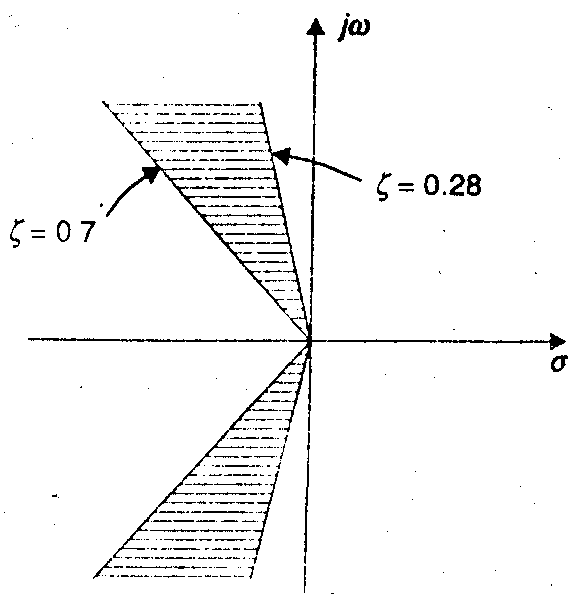 jω
ζ = 0.28
ζ = 0 7
σ